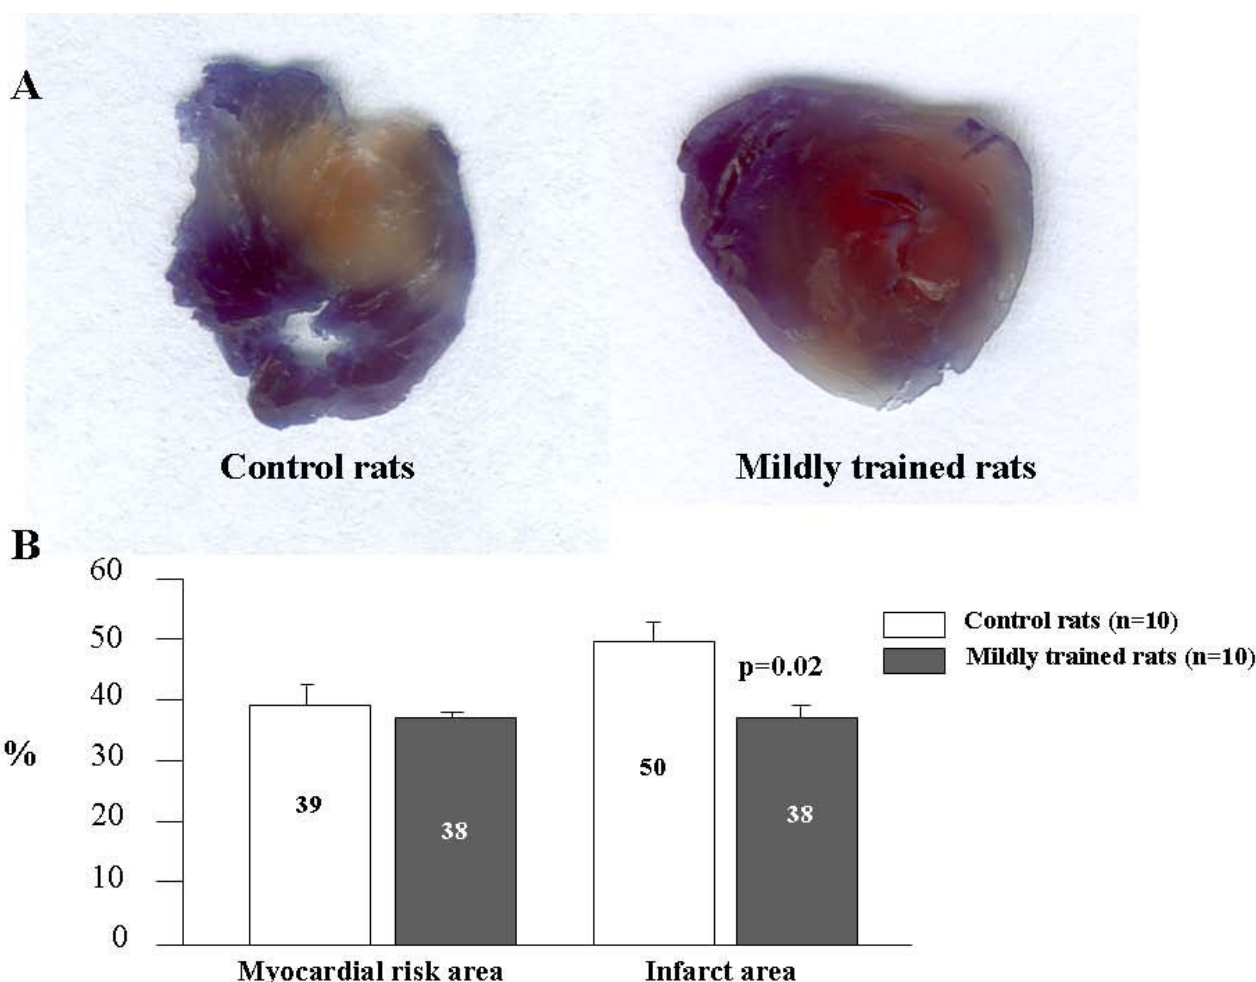 A
Control rats
Mildly trained rats
B
60
50
40
30
20
10
0
%
Control rats (n=10)
Mildly trained rats (n=10)
p=0.02
39
38
50
38
Myocardial risk area
Infarct area